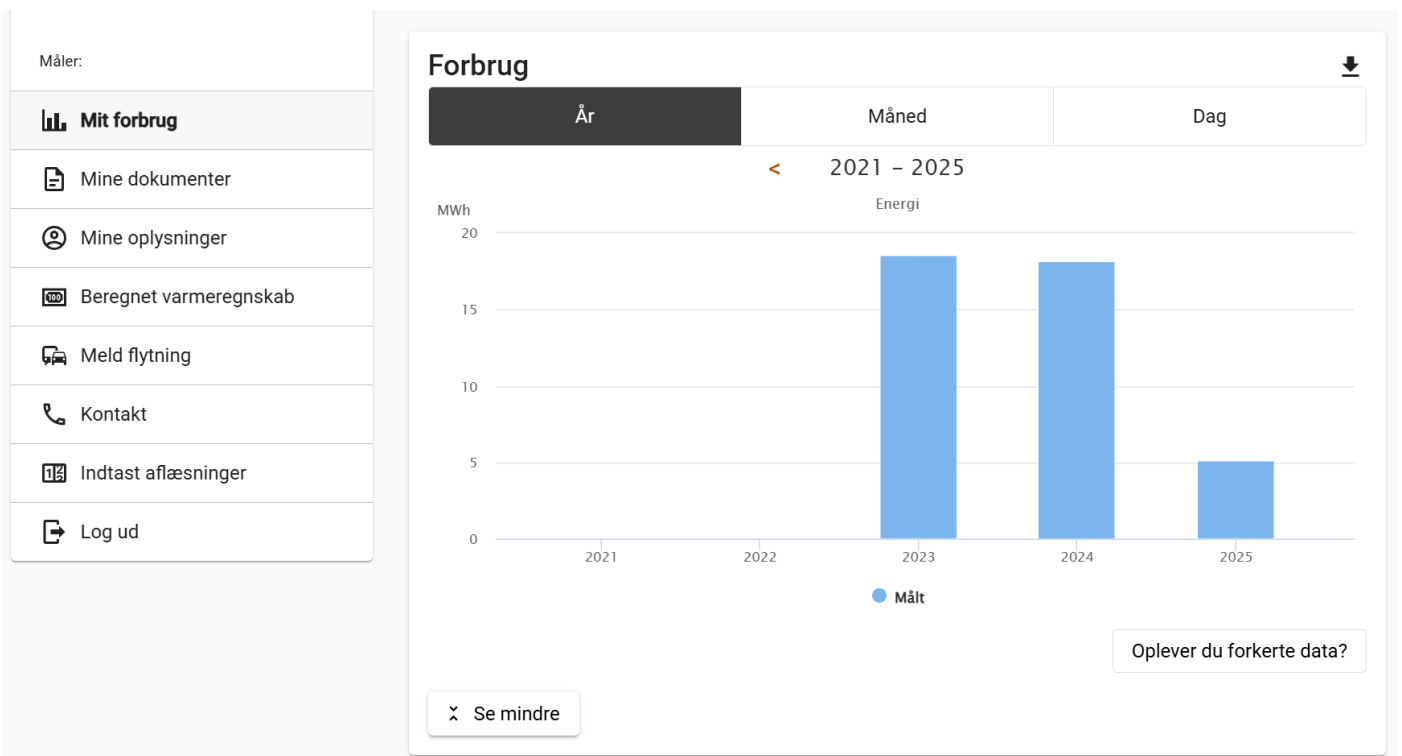 Måler:
Mit forbrug
Mine dokumenter
Mine oplysninger
Beregnet varmeregnskab
Meld flytning
Kontakt
Indtast aflæsninger
Log ud
Forbrug
År Måned Dag
< 2021 – 2025
Energi
MWh
20
15
10
5
0
2021 2022 2023 2024 2025
Målt
Oplever du forkerte data?
Se mindre